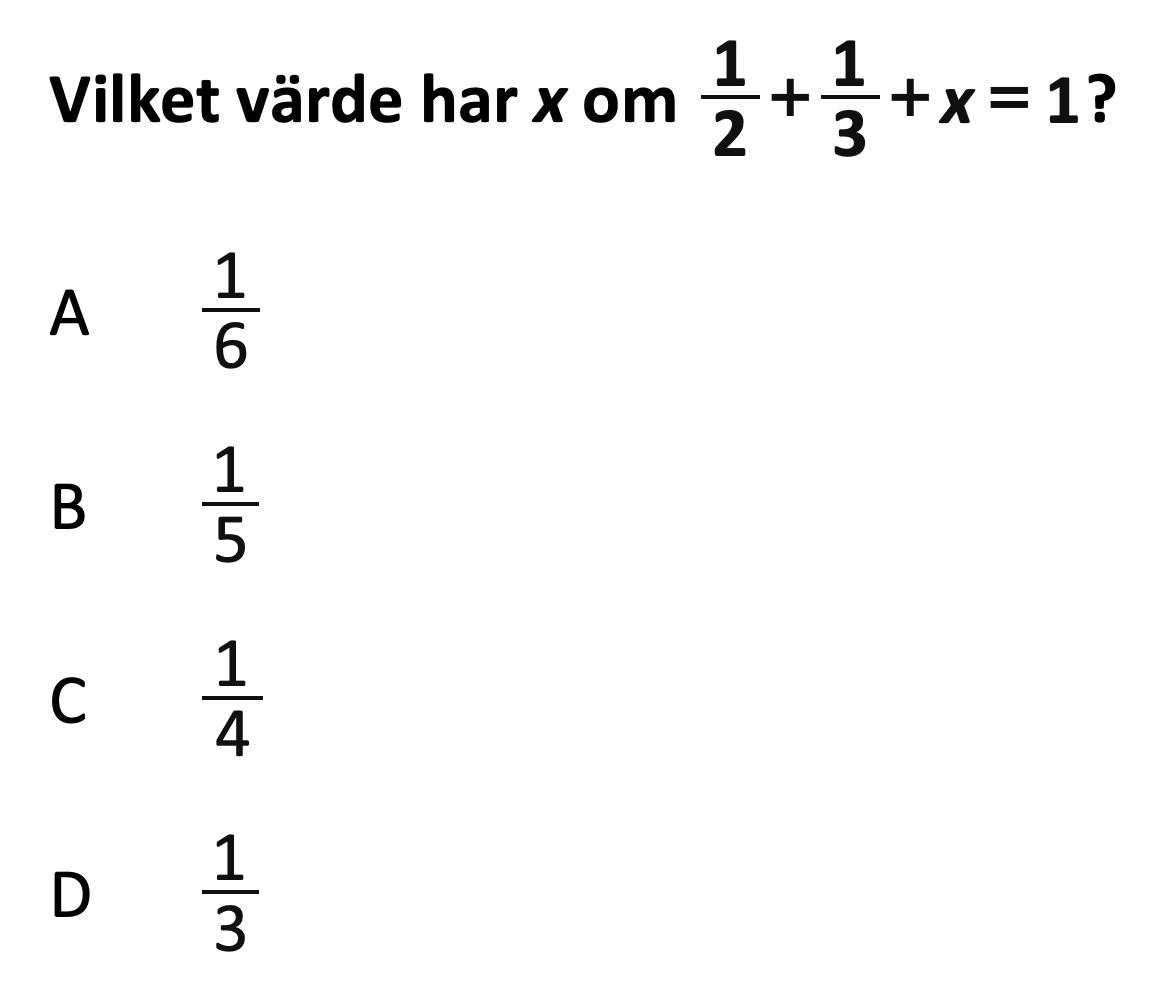 Vilket värde har x om 1/2 + 1/3 + x = 1?
A 1/6
B 1/5
C 1/4
D 1/3